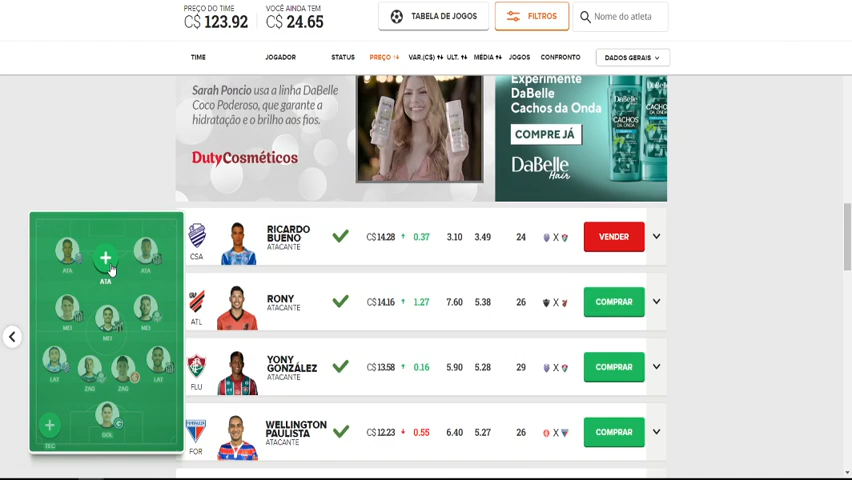 PREÇO DO TIME
C$ 123.92
VOCÊ AINDA TEM
C$ 24.65
TABELA DE JOGOS
FILTROS
Nome do atleta
TIME JOGADOR STATUS PREÇO VAR.(C$) ULT. MÉDIA JOGOS CONFRONTO DADOS GERAIS
Sarah Poncio usa a linha DaBelle
Coco Poderoso, que garante a
hidratação e o brilho aos fios.
DutyCosméticos
Experimente
DaBelle
Cachos da Onda
COMPRE JÁ
DaBelle
Hair
DaBelle
CACHOS
DA ONDA
RICARDO
BUENO
ATACANTE
CSA
C$ 14.28 0.37 3.10 3.49 24 X VENDER
RONY
ATACANTE
ATL
C$ 14.16 1.27 7.60 5.38 26 X COMPRAR
YONY
GONZÁLEZ
ATACANTE
FLU
C$ 13.58 0.16 5.90 5.28 29 X COMPRAR
WELLINGTON
PAULISTA
ATACANTE
FOR
C$ 12.23 0.55 6.40 5.27 26 X COMPRAR
ATA ATA ATA
MEI MEI MEI
LAT ZAG ZAG LAT
GOL
TEC